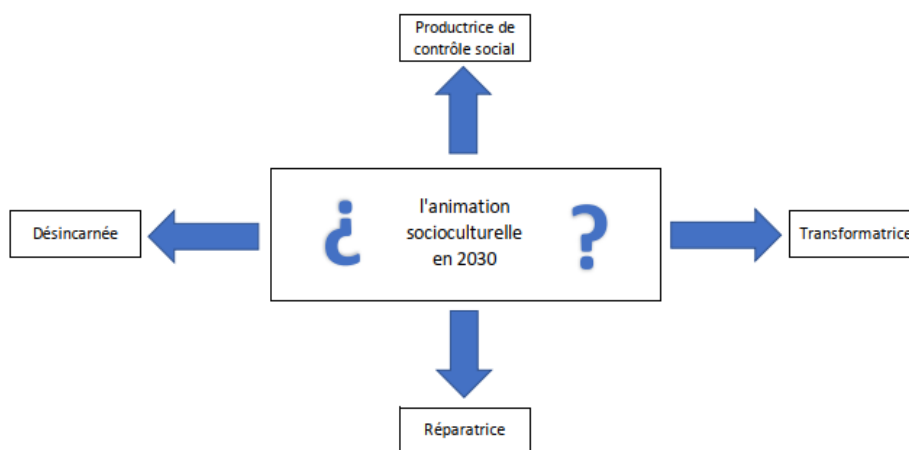 Productrice de
contrôle social
Désincarnée
¿
l'animation
socioculturelle
en 2030
?
Transformatrice
Réparatrice